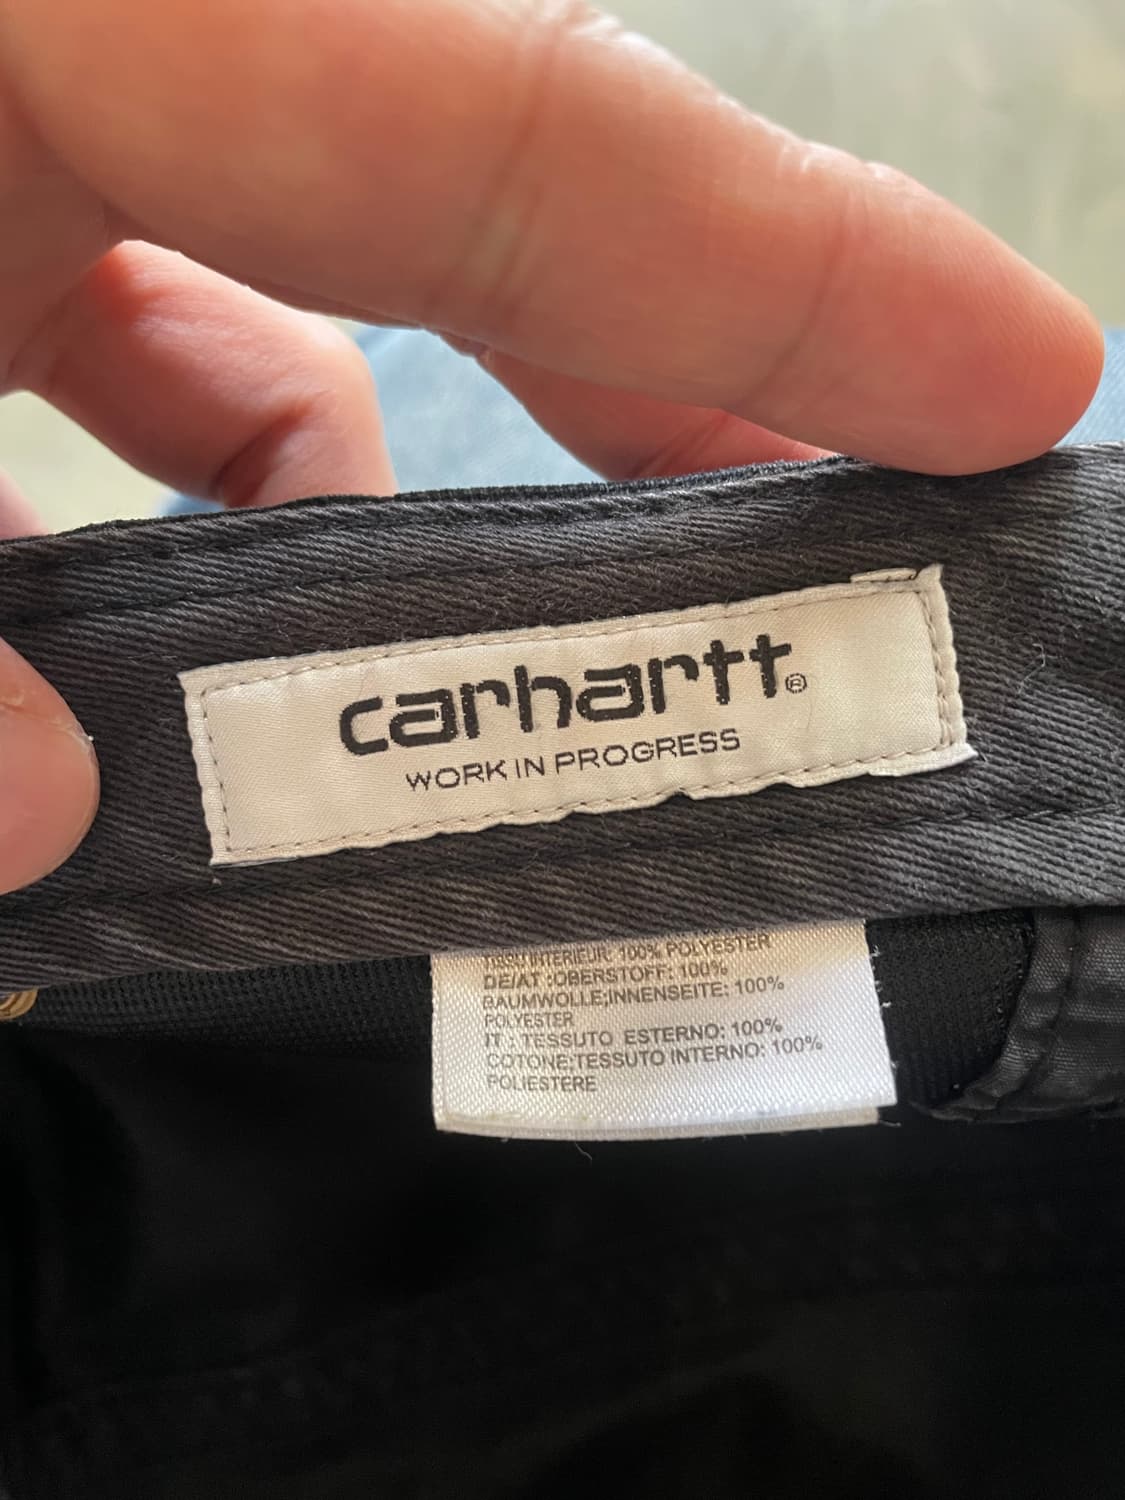 carhartt®
WORK IN PROGRESS
TISSU INTERIEUR: 100% POLYESTER
DE/AT :OBERSTOFF: 100%
BAUMWOLLE;INNENSEITE: 100%
POLYESTER
IT : TESSUTO ESTERNO: 100%
COTONE;TESSUTO INTERNO: 100%
POLIESTERE